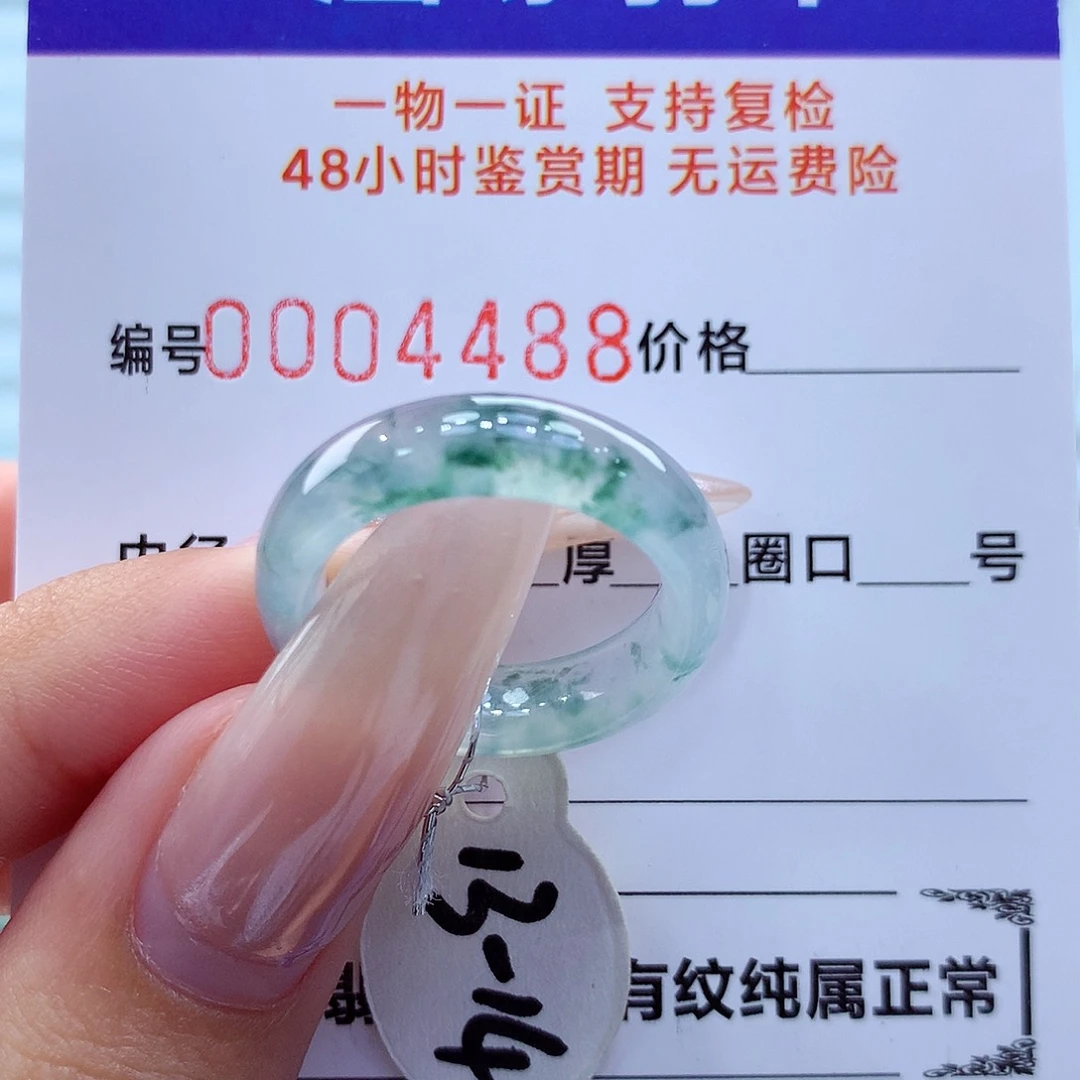 一物一证 支持复检
48小时鉴赏期 无运费险
编号0004488价格
内径 厚 圈口 号
13-14
有纹纯属正常